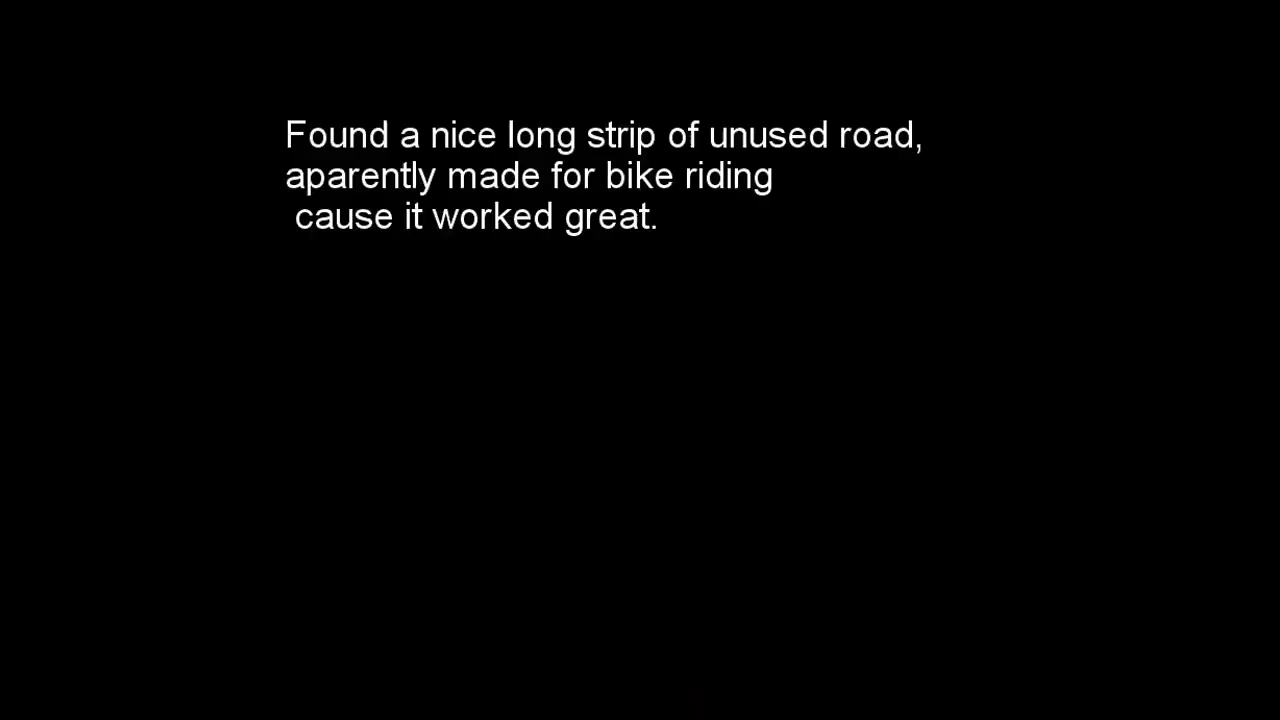 Found a nice long strip of unused road,
aparently made for bike riding
cause it worked great.